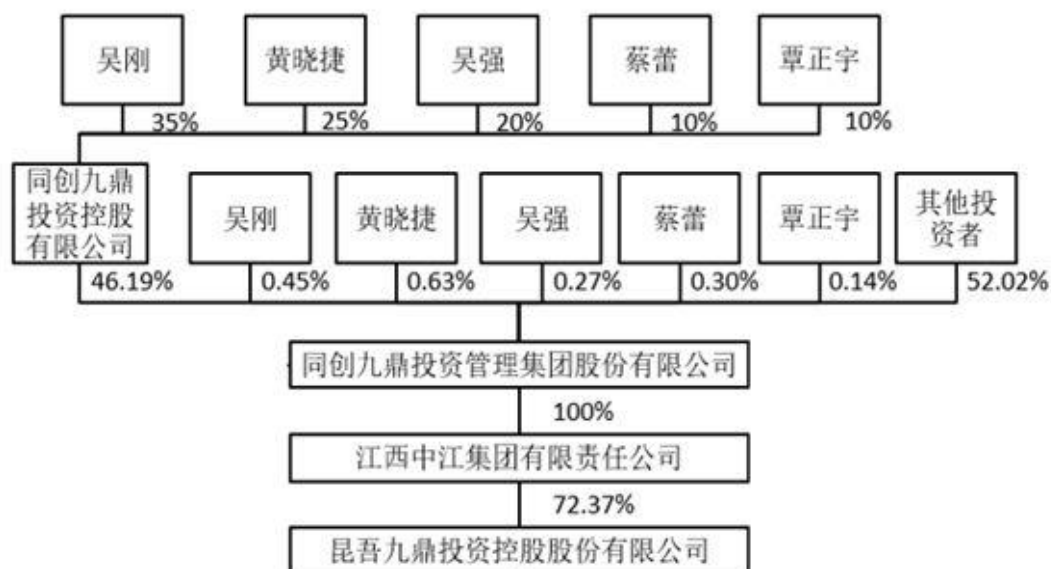 吴刚
黄晓捷
吴强
蔡蕾
覃正宇
35%
25%
20%
10%
10%
同创九鼎
投资控股
有限公司
吴刚
黄晓捷
吴强
蔡蕾
覃正宇
其他投
资者
46.19%
0.45%
0.63%
0.27%
0.30%
0.14%
52.02%
同创九鼎投资管理集团股份有限公司
100%
江西中江集团有限责任公司
72.37%
昆吾九鼎投资控股股份有限公司